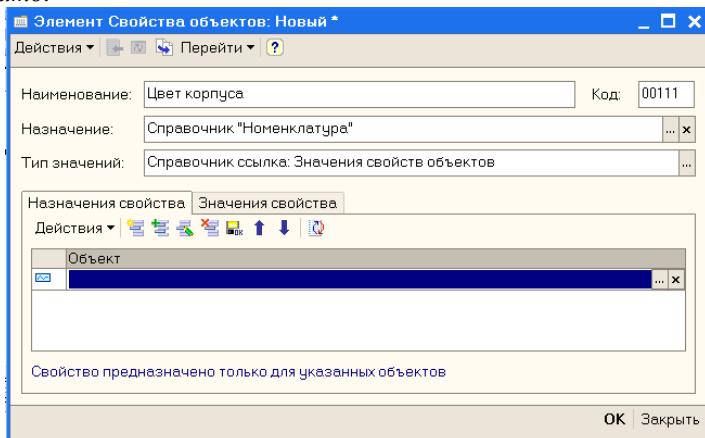 Элемент Свойства объектов: Новый *
Действия Перейти ?
Наименование: Цвет корпуса Код: 00111
Назначение: Справочник "Номенклатура" ... x
Тип значений: Справочник ссылка: Значения свойств объектов ...
Назначения свойства Значения свойства
Действия
Объект
... x
Свойство предназначено только для указанных объектов
OK Закрыть